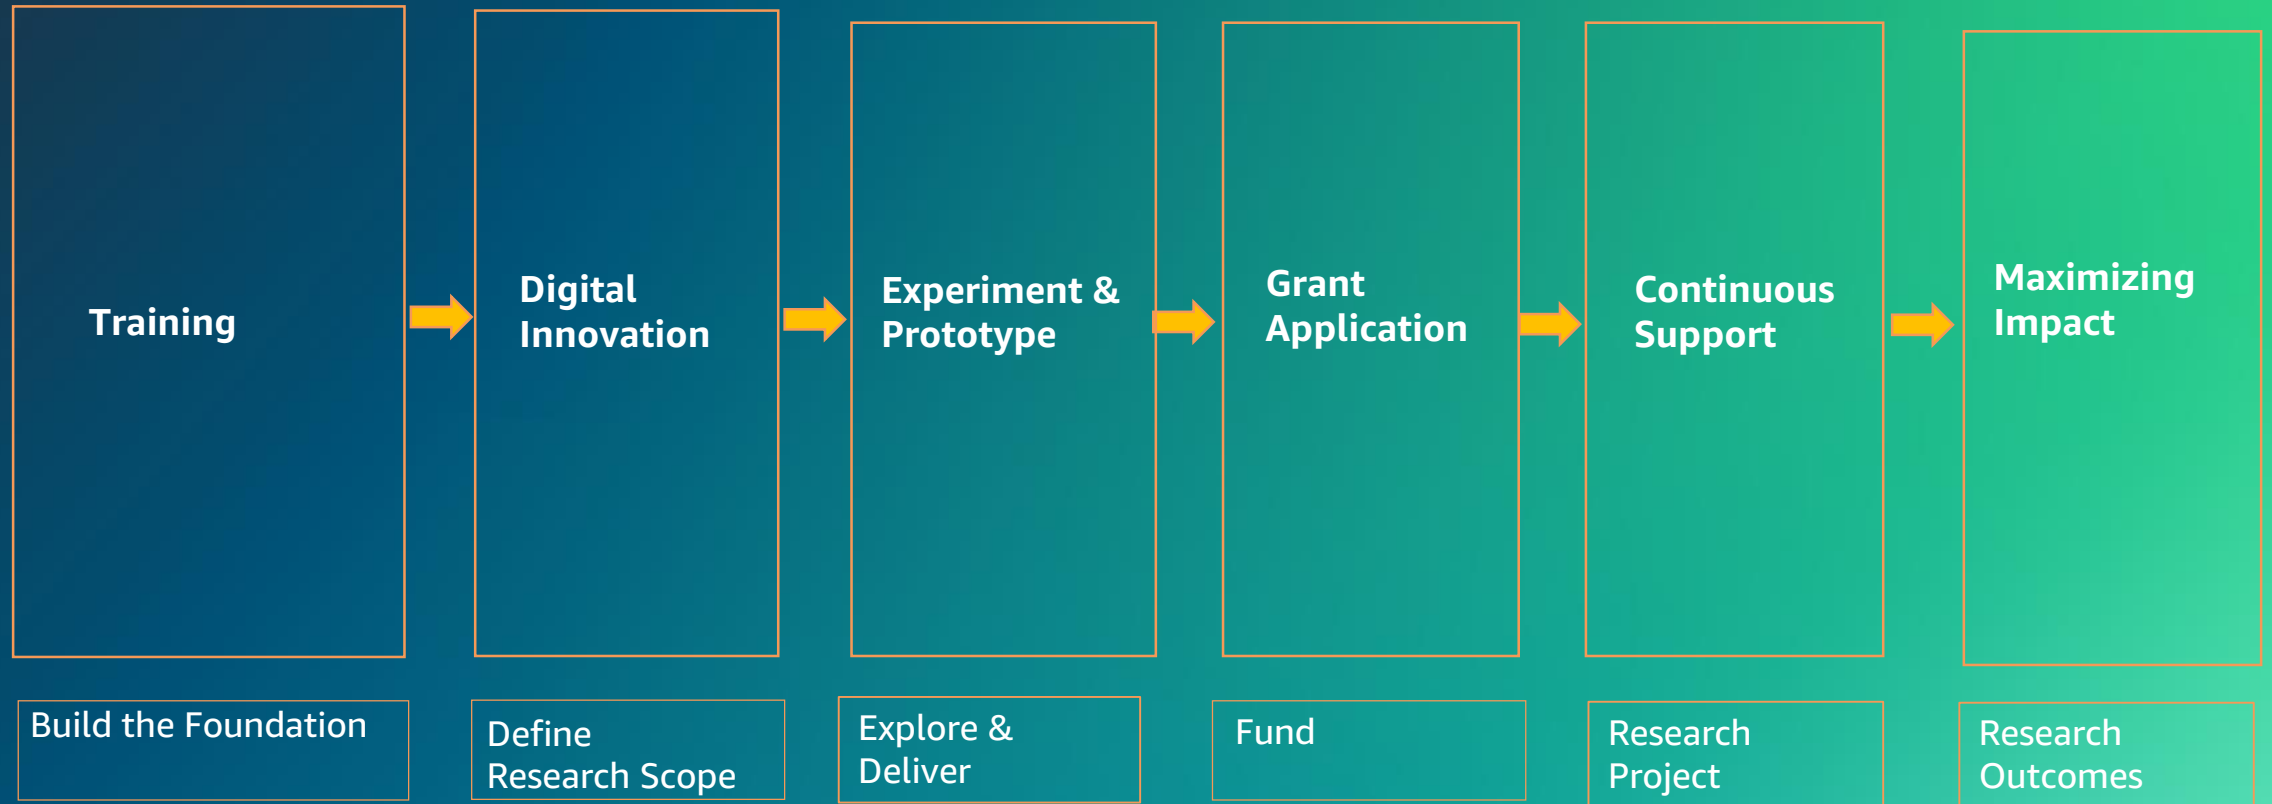 Training
Digital
Innovation
Experiment &
Prototype
Grant
Application
Continuous
Support
Maximizing
Impact
Build the Foundation
Define
Research Scope
Explore &
Deliver
Fund
Research
Project
Research
Outcomes